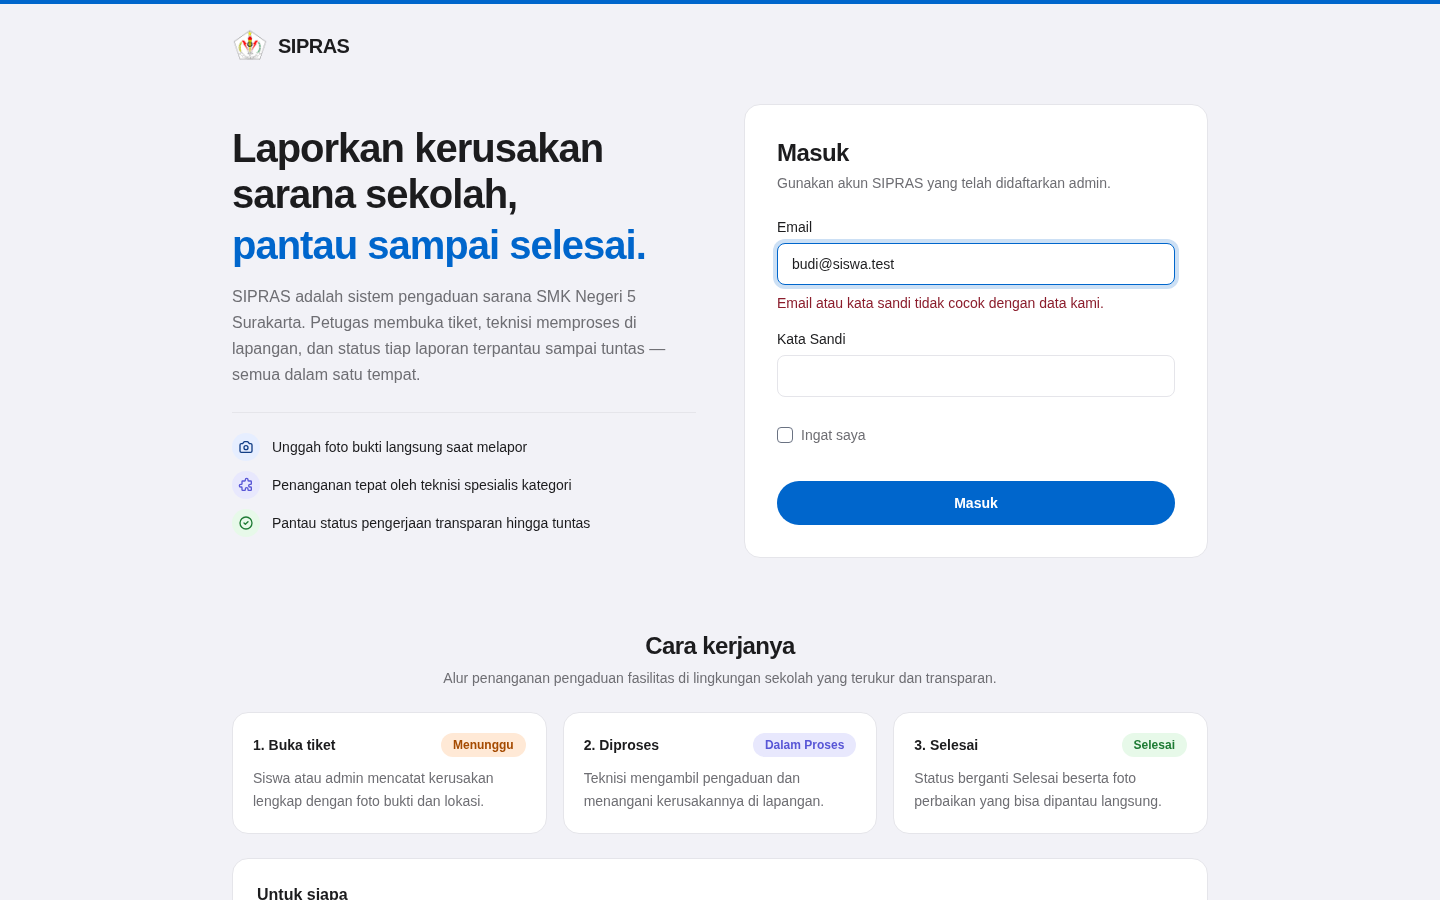 SIPRAS
Laporkan kerusakan
sarana sekolah,
pantau sampai selesai.
SIPRAS adalah sistem pengaduan sarana SMK Negeri 5
Surakarta. Petugas membuka tiket, teknisi memproses di
lapangan, dan status tiap laporan terpantau sampai tuntas —
semua dalam satu tempat.
Unggah foto bukti langsung saat melapor
Penanganan tepat oleh teknisi spesialis kategori
Pantau status pengerjaan transparan hingga tuntas
Masuk
Gunakan akun SIPRAS yang telah didaftarkan admin.
Email
budi@siswa.test
Email atau kata sandi tidak cocok dengan data kami.
Kata Sandi
Ingat saya
Masuk
Cara kerjanya
Alur penanganan pengaduan fasilitas di lingkungan sekolah yang terukur dan transparan.
1. Buka tiket
Menunggu
Siswa atau admin mencatat kerusakan
lengkap dengan foto bukti dan lokasi.
2. Diproses
Dalam Proses
Teknisi mengambil pengaduan dan
menangani kerusakannya di lapangan.
3. Selesai
Selesai
Status berganti Selesai beserta foto
perbaikan yang bisa dipantau langsung.
Untuk siapa